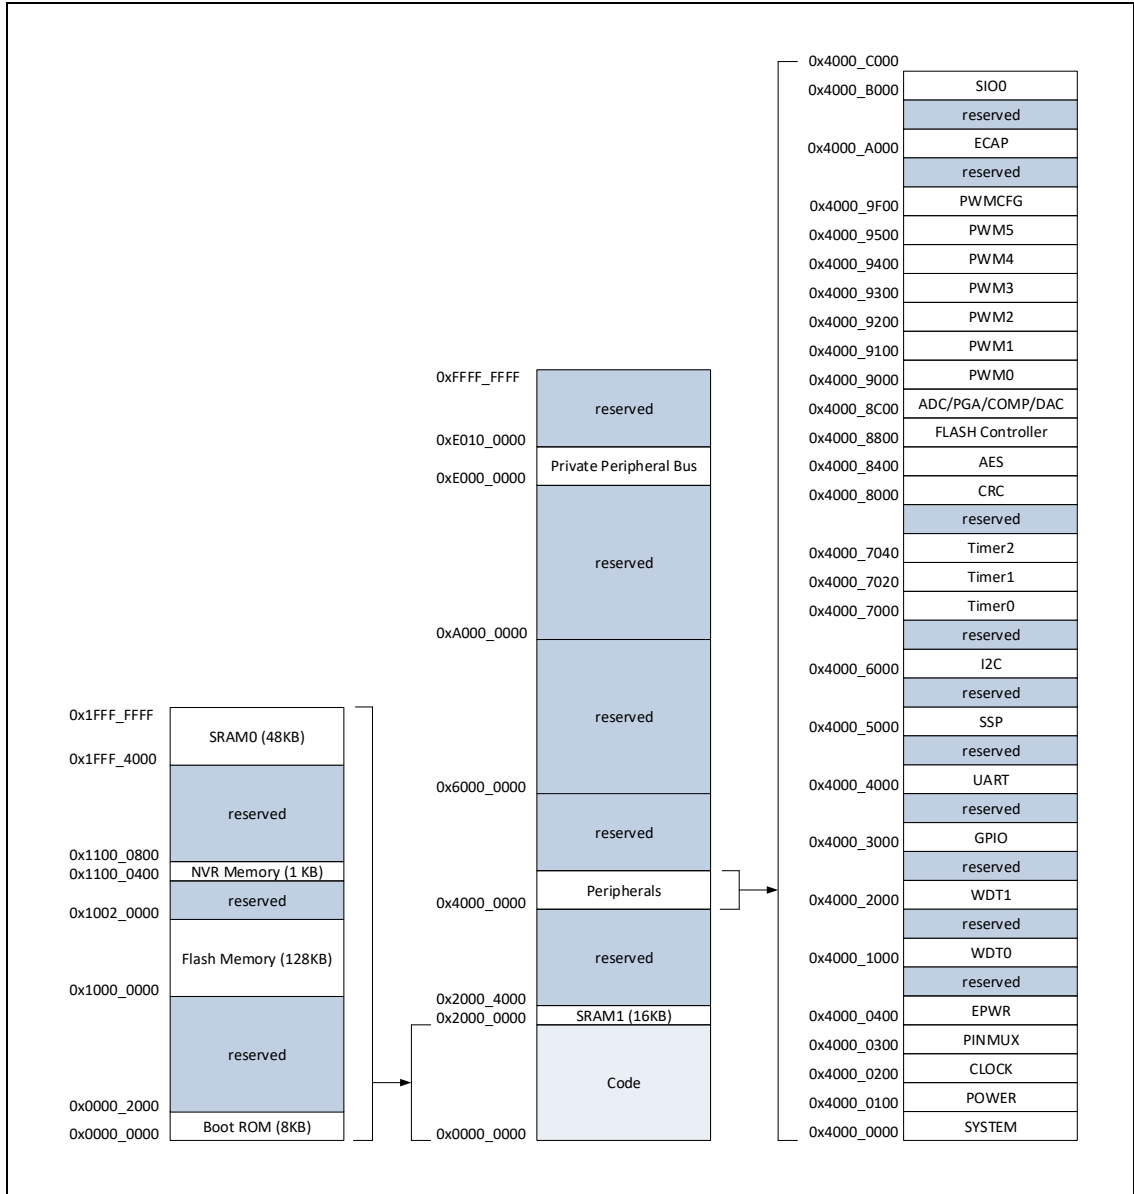 0x1FFF_FFFF
SRAM0 (48KB)
0x1FFF_4000
reserved
0x1100_0800
NVR Memory (1 KB)
0x1100_0400
reserved
0x1002_0000
Flash Memory (128KB)
0x1000_0000
reserved
0x0000_2000
Boot ROM (8KB)
0x0000_0000
0xFFFF_FFFF
reserved
0xE010_0000
Private Peripheral Bus
0xE000_0000
reserved
0xA000_0000
reserved
0x6000_0000
reserved
Peripherals
0x4000_0000
reserved
0x2000_4000
SRAM1 (16KB)
0x2000_0000
Code
0x0000_0000
0x4000_C000
SIO0
0x4000_B000
reserved
ECAP
0x4000_A000
reserved
PWMCFG
0x4000_9F00
PWM5
0x4000_9500
PWM4
0x4000_9400
PWM3
0x4000_9300
PWM2
0x4000_9200
PWM1
0x4000_9100
PWM0
0x4000_9000
ADC/PGA/COMP/DAC
0x4000_8C00
FLASH Controller
0x4000_8800
AES
0x4000_8400
CRC
0x4000_8000
reserved
Timer2
0x4000_7040
Timer1
0x4000_7020
Timer0
0x4000_7000
reserved
I2C
0x4000_6000
reserved
SSP
0x4000_5000
reserved
UART
0x4000_4000
reserved
GPIO
0x4000_3000
reserved
WDT1
0x4000_2000
reserved
WDT0
0x4000_1000
reserved
EPWR
0x4000_0400
PINMUX
0x4000_0300
CLOCK
0x4000_0200
POWER
0x4000_0100
SYSTEM
0x4000_0000